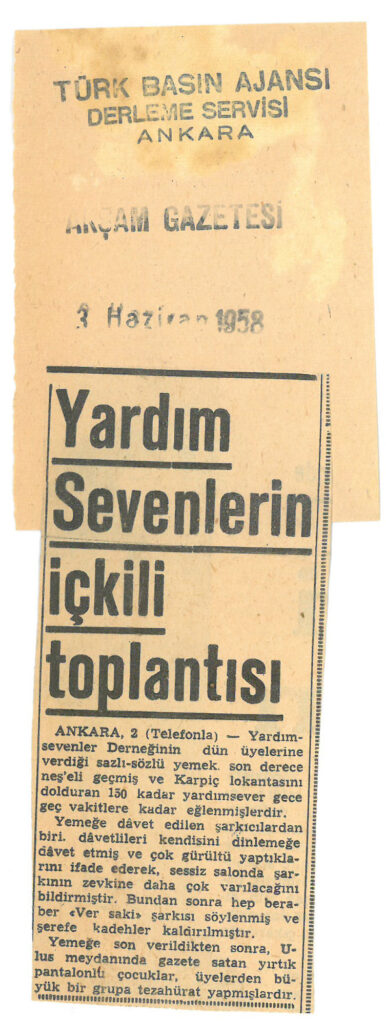 TÜRK BASIN AJANSI
DERLEME SERVİSİ
ANKARA
AKŞAM GAZETESİ
3 Haziran 1958
Yardım
Sevenlerin
içkili
toplantısı
ANKARA, 2 (Telefonla) — Yardım-
sevenler Derneğinin dün üyelerine
verdiği sazlı-sözlü yemek. son derece
neş'eli geçmiş ve Karpiç lokantasını
dolduran 150 kadar yardımsever gece
geç vakitlere kadar eğlenmişlerdir.
Yemeğe dâvet edilen şarkıcılardan
biri. dâvetlileri kendisini dinlemeğe
dâvet etmiş ve çok gürültü yaptıkla-
rını ifade ederek, sessiz salonda şar-
kının zevkine daha çok varılacağını
bildirmiştir. Bundan sonra hep bera-
ber «Ver saki» şarkısı söylenmiş ve
şerefe kadehler kaldırılmıştır.
Yemeğe son verildikten sonra, U-
lus meydanında gazete satan yırtık
pantalonlu çocuklar, üyelerden bü-
yük bir grupa tezahürat yapmışlardır.